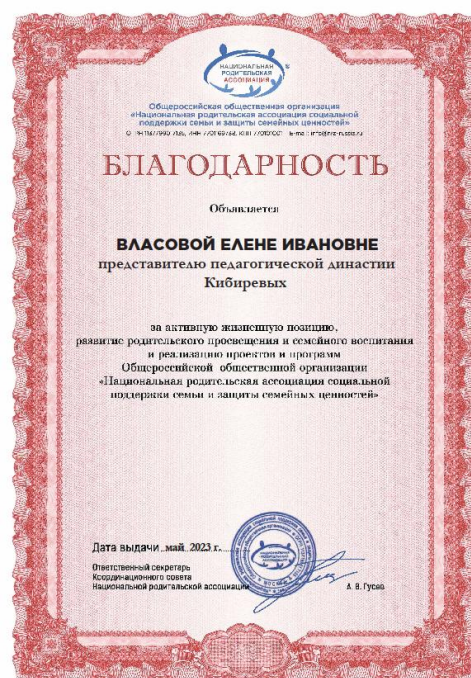 НАЦИОНАЛЬНАЯ
РОДИТЕЛЬСКАЯ
АССОЦИАЦИЯ
Общероссийская общественная организация
«Национальная родительская ассоциация социальной
поддержки семьи и защиты семейных ценностей»
БЛАГОДАРНОСТЬ
Объявляется
ВЛАСОВОЙ ЕЛЕНЕ ИВАНОВНЕ
представителю педагогической династии
Кибиревых
за активную жизненную позицию,
развитие родительского просвещения и семейного воспитания
и реализацию проектов и программ
Общероссийской общественной организации
«Национальная родительская ассоциация социальной
поддержки семьи и защиты семейных ценностей»
Дата выдачи май 2023 г.
Ответственный секретарь
Координационного совета
Национальной родительской ассоциации
А. В. Гусев